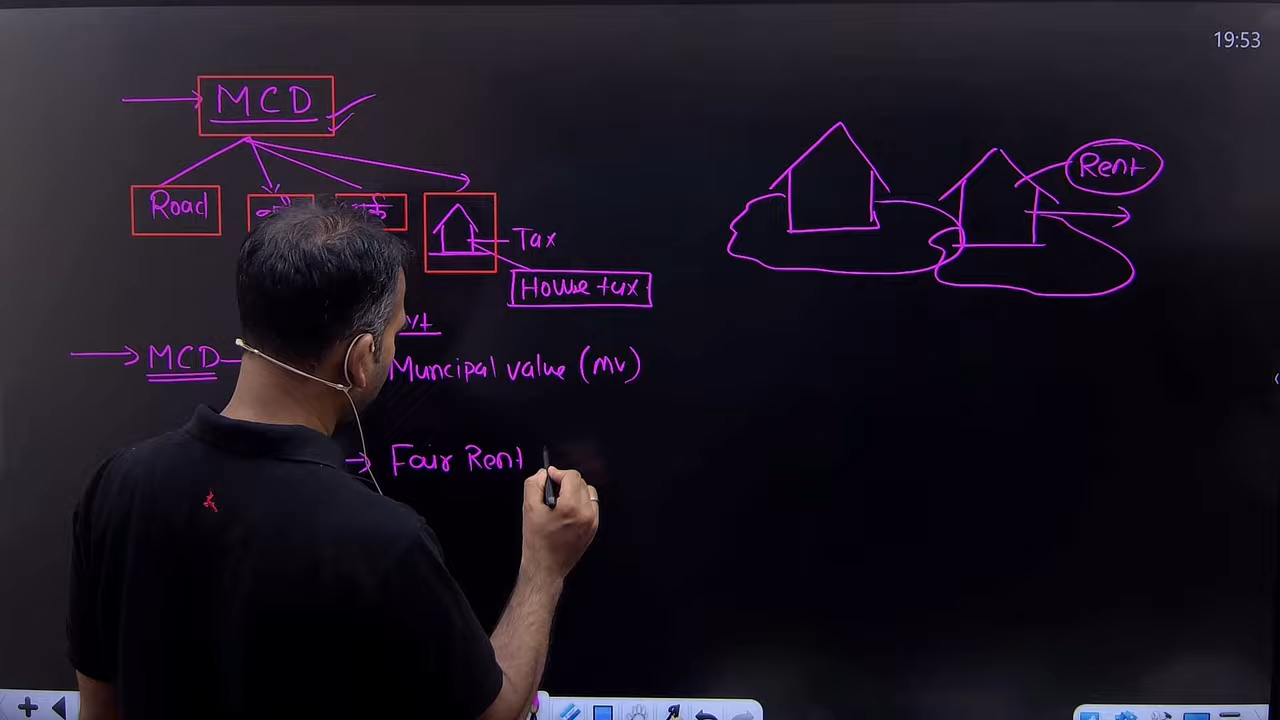 19:53
MCD
Rent
Road
Tax
House tax
MCD
Muncipal value (mv)
Fair Rent